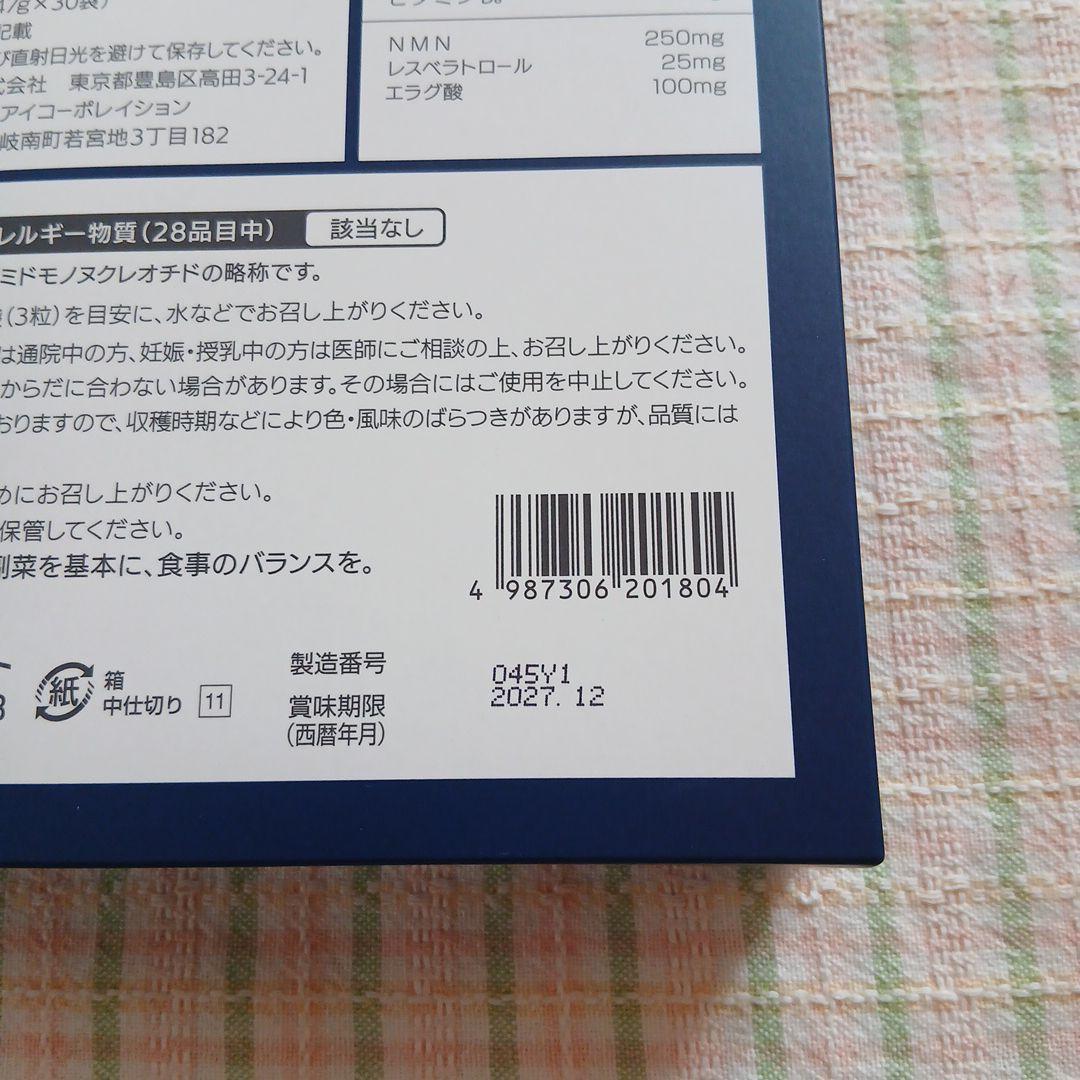 47g×30袋)
記載
び直射日光を避けて保存してください。
式会社 東京都豊島区高田3-24-1
アイコーポレイション
岐南町若宮地3丁目182
NMN 250mg
レスベラトロール 25mg
エラグ酸 100mg
レルギー物質(28品目中) 該当なし
ミドモノヌクレオチドの略称です。
(3粒)を目安に、水などでお召し上がりください。
は通院中の方、妊娠・授乳中の方は医師にご相談の上、お召し上がりください。
からだに合わない場合があります。その場合にはご使用を中止してください。
おりますので、収穫時期などにより色・風味のばらつきがありますが、品質には
めにお召し上がりください。
保管してください。
副菜を基本に、食事のバランスを。
4 987306 201804
紙 箱
中仕切り 11
製造番号 045Y1
賞味期限 2027.12
(西暦年月)